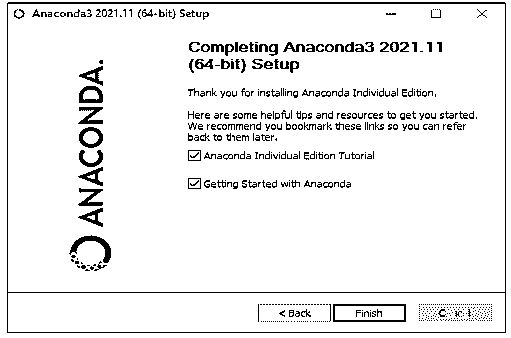 Anaconda3 2021.11 (64-bit) Setup
Completing Anaconda3 2021.11
(64-bit) Setup
Thank you for installing Anaconda Individual Edition.
Here are some helpful tips and resources to get you started.
We recommend you bookmark these links so you can refer
back to them later.
Anaconda Individual Edition Tutorial
Getting Started with Anaconda
ANACONDA.
< Back
Finish